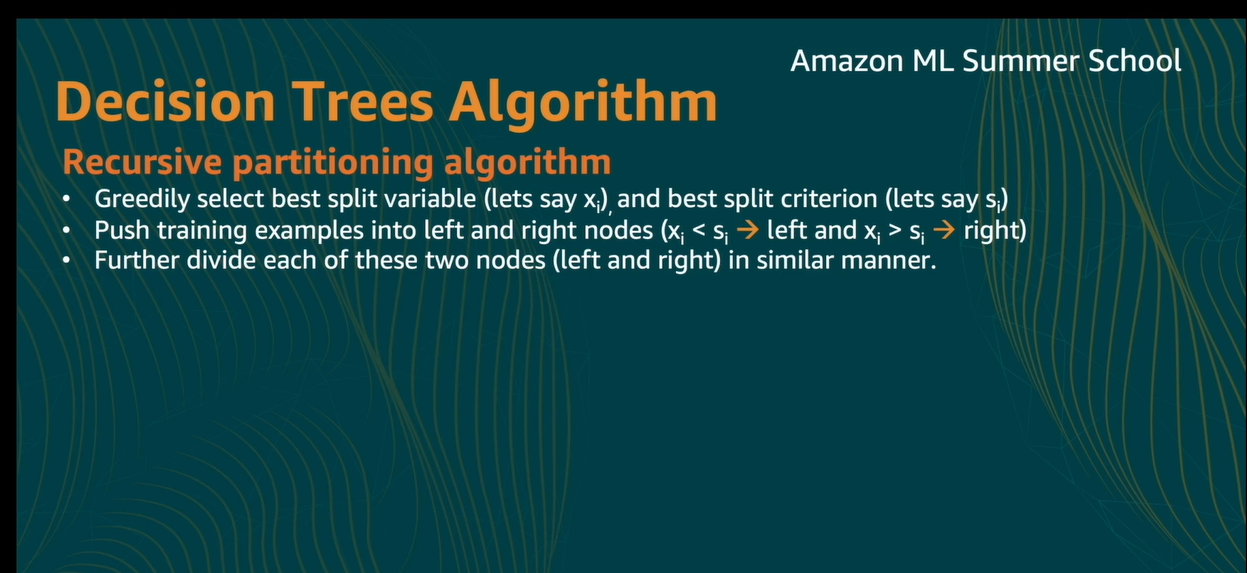 Amazon ML Summer School
Decision Trees Algorithm
Recursive partitioning algorithm
• Greedily select best split variable (lets say xᵢ), and best split criterion (lets say sᵢ)
• Push training examples into left and right nodes (xᵢ < sᵢ → left and xᵢ > sᵢ → right)
• Further divide each of these two nodes (left and right) in similar manner.